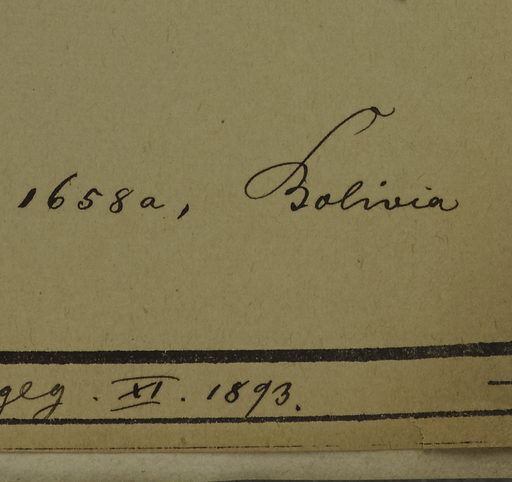 1658a, Bolivia
geg. XI. 1893.